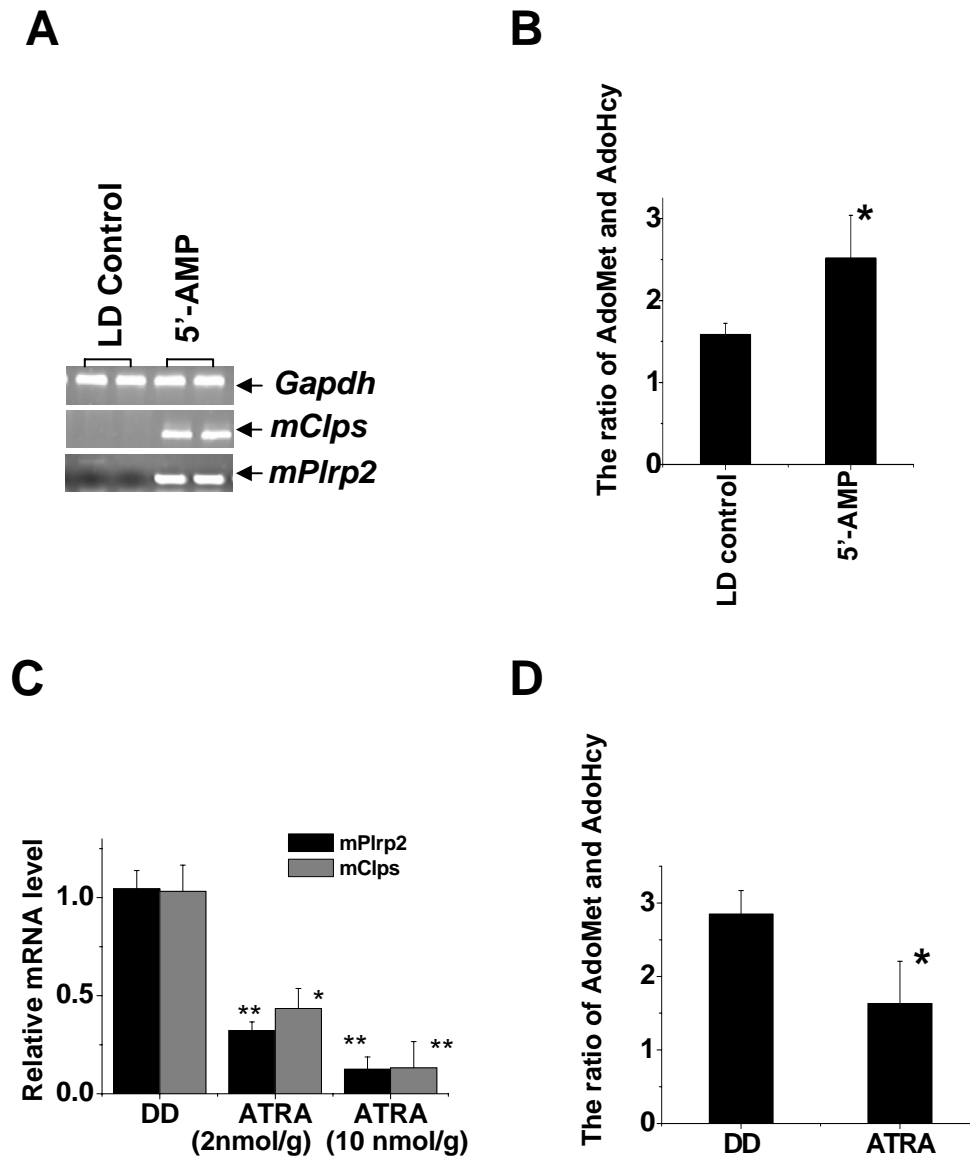 A
LD Control
5'-AMP
Gapdh
mClps
mPlrp2
B
The ratio of AdoMet and AdoHcy
3
2
1
0
*
LD control
5'-AMP
C
Relative mRNA level
1.0
0.5
0.0
mPlrp2
mClps
**
*
**
**
DD
ATRA
(2nmol/g)
ATRA
(10 nmol/g)
D
The ratio of AdoMet and AdoHcy
3
2
1
0
*
DD
ATRA